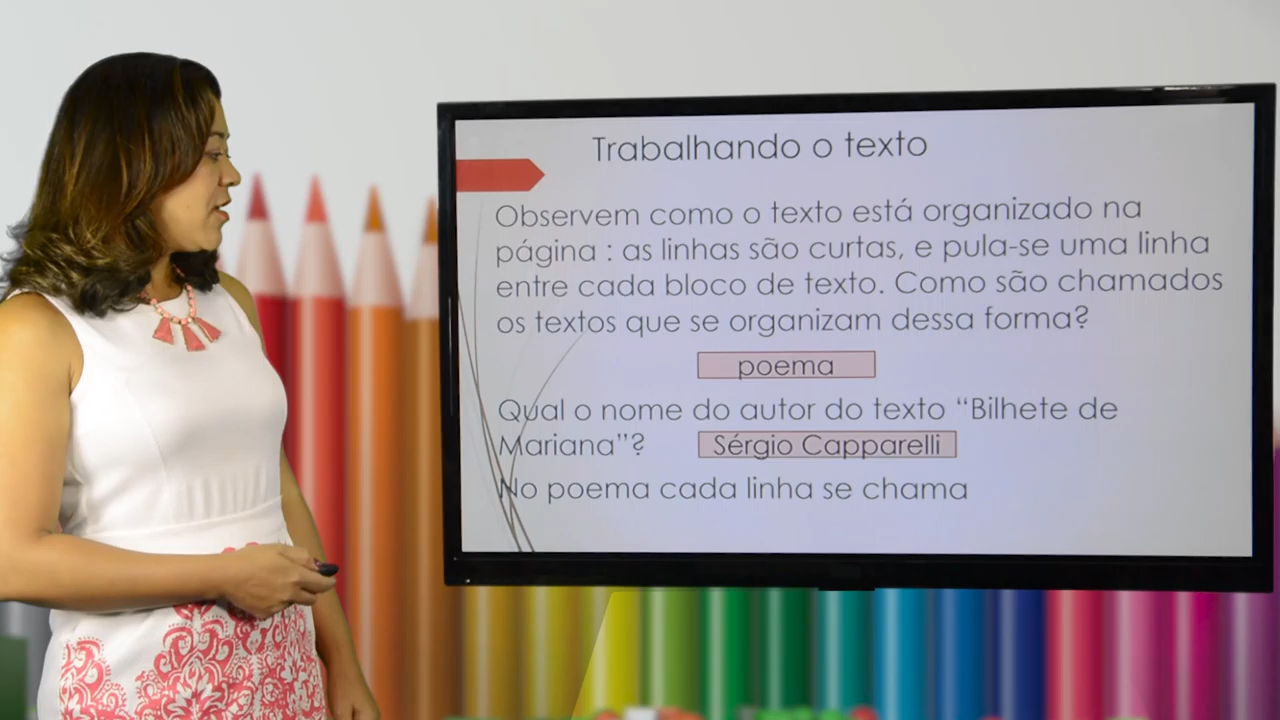 Trabalhando o texto
Observem como o texto está organizado na
página : as linhas são curtas, e pula-se uma linha
entre cada bloco de texto. Como são chamados
os textos que se organizam dessa forma?
poema
Qual o nome do autor do texto “Bilhete de
Mariana”? Sérgio Capparelli
No poema cada linha se chama